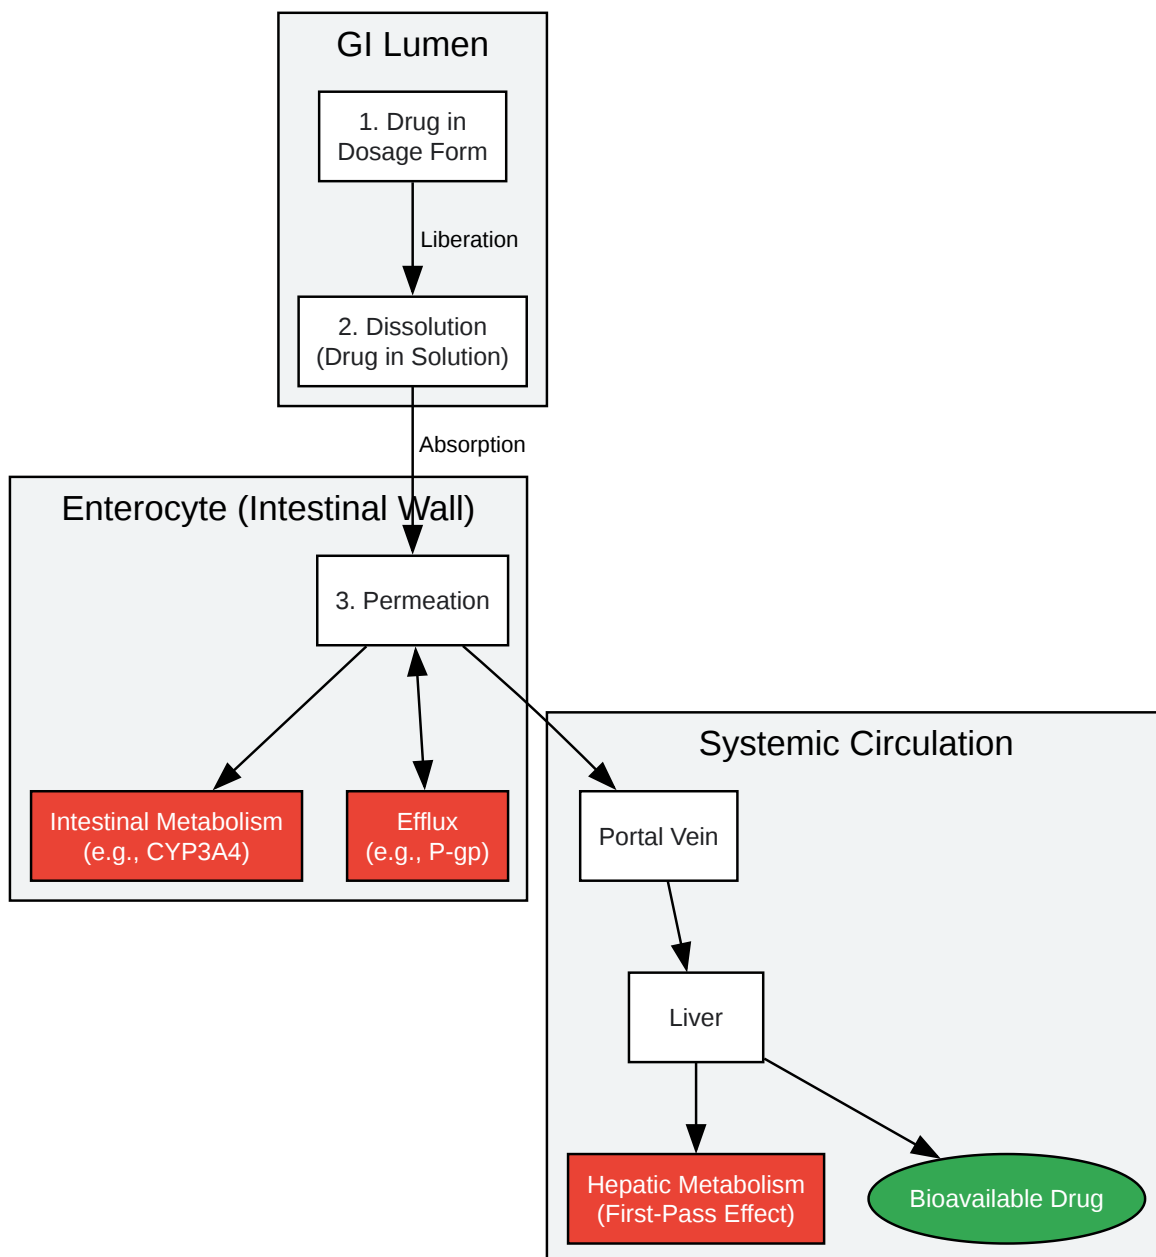 GI Lumen
1. Drug in
Dosage Form
Liberation
2. Dissolution
(Drug in Solution)
Absorption
Enterocyte (Intestinal Wall)
3. Permeation
Intestinal Metabolism
(e.g., CYP3A4)
Efflux
(e.g., P-gp)
Systemic Circulation
Portal Vein
Liver
Hepatic Metabolism
(First-Pass Effect)
Bioavailable Drug